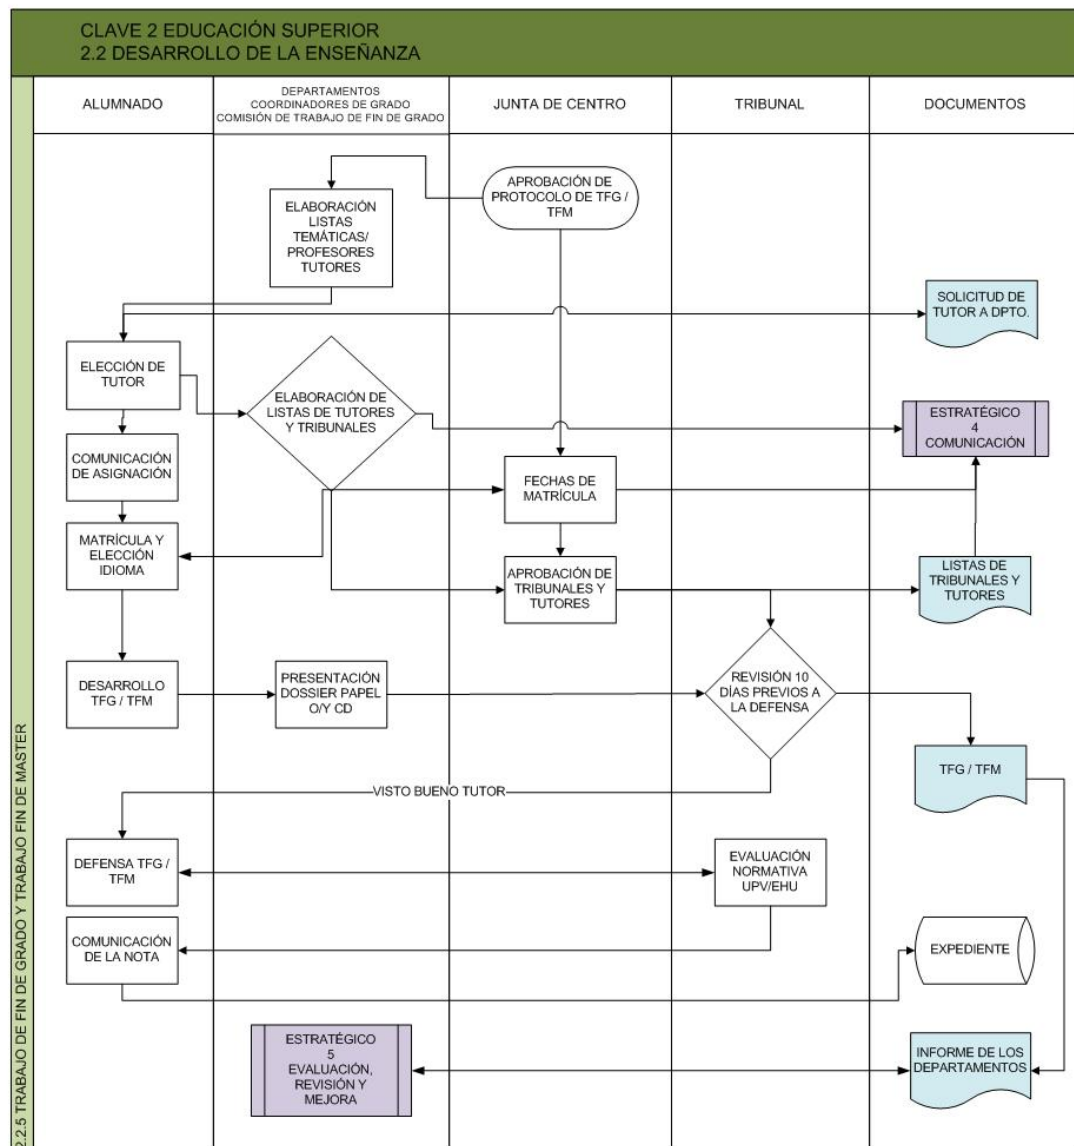 CLAVE 2 EDUCACIÓN SUPERIOR
2.2 DESARROLLO DE LA ENSEÑANZA
ALUMNADO
DEPARTAMENTOS
COORDINADORES DE GRADO
COMISIÓN DE TRABAJO DE FIN DE GRADO
JUNTA DE CENTRO
TRIBUNAL
DOCUMENTOS
APROBACIÓN DE
PROTOCOLO DE TFG /
TFM
ELABORACIÓN
LISTAS
TEMÁTICAS/
PROFESORES
TUTORES
SOLICITUD DE
TUTOR A DPTO.
ELECCIÓN DE
TUTOR
ELABORACIÓN DE
LISTAS DE TUTORES
Y TRIBUNALES
ESTRATÉGICO
4
COMUNICACIÓN
COMUNICACIÓN
DE ASIGNACIÓN
FECHAS DE
MATRÍCULA
MATRÍCULA Y
ELECCIÓN
IDIOMA
APROBACIÓN DE
TRIBUNALES Y
TUTORES
LISTAS DE
TRIBUNALES Y
TUTORES
DESARROLLO
TFG / TFM
PRESENTACIÓN
DOSSIER PAPEL
O/Y CD
REVISIÓN 10
DÍAS PREVIOS A
LA DEFENSA
TFG / TFM
VISTO BUENO TUTOR
DEFENSA TFG /
TFM
EVALUACIÓN
NORMATIVA
UPV/EHU
COMUNICACIÓN
DE LA NOTA
EXPEDIENTE
ESTRATÉGICO
5
EVALUACIÓN,
REVISIÓN Y
MEJORA
INFORME DE LOS
DEPARTAMENTOS
2.2.5 TRABAJO DE FIN DE GRADO Y TRABAJO FIN DE MASTER